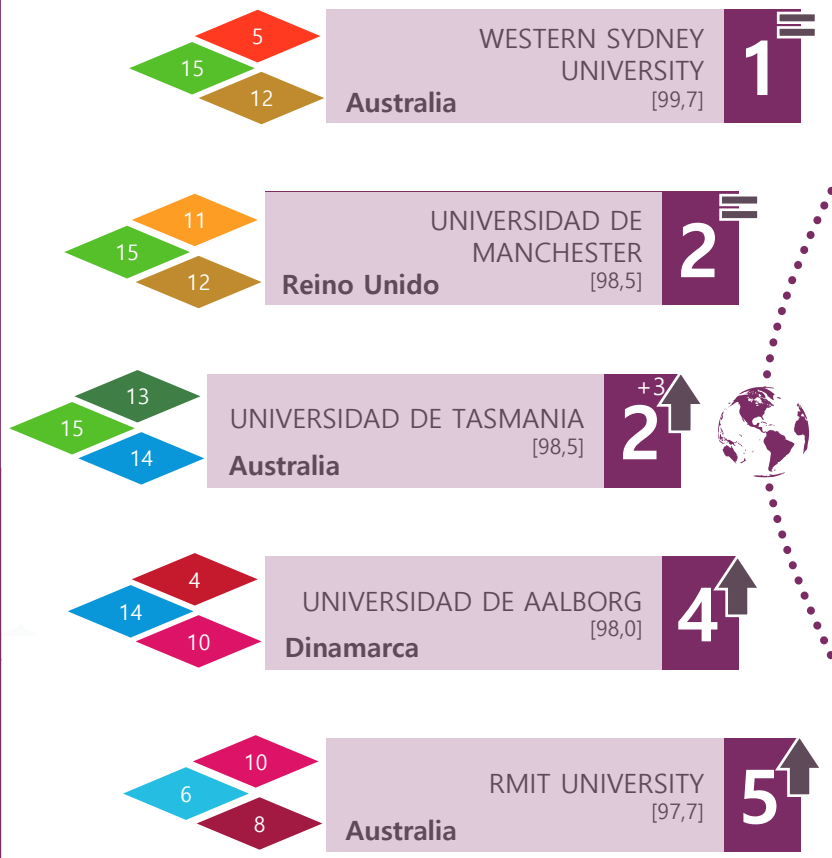 5
15
12
WESTERN SYDNEY
UNIVERSITY
[99,7]
Australia
1
11
15
12
UNIVERSIDAD DE
MANCHESTER
[98,5]
Reino Unido
2
13
15
14
UNIVERSIDAD DE TASMANIA
[98,5]
Australia
+3
2
4
14
10
UNIVERSIDAD DE AALBORG
[98,0]
Dinamarca
4
10
6
8
RMIT UNIVERSITY
[97,7]
Australia
5